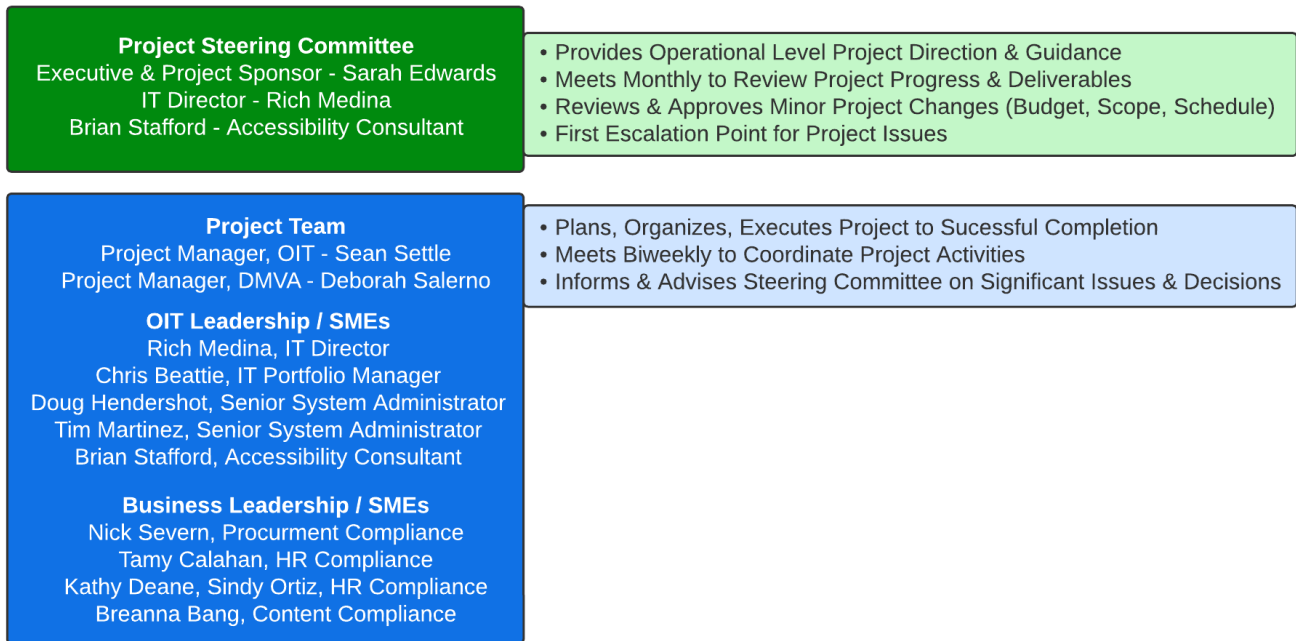 Project Steering Committee
Executive & Project Sponsor - Sarah Edwards
IT Director - Rich Medina
Brian Stafford - Accessibility Consultant
• Provides Operational Level Project Direction & Guidance
• Meets Monthly to Review Project Progress & Deliverables
• Reviews & Approves Minor Project Changes (Budget, Scope, Schedule)
• First Escalation Point for Project Issues
Project Team
Project Manager, OIT - Sean Settle
Project Manager, DMVA - Deborah Salerno
OIT Leadership / SMEs
Rich Medina, IT Director
Chris Beattie, IT Portfolio Manager
Doug Hendershot, Senior System Administrator
Tim Martinez, Senior System Administrator
Brian Stafford, Accessibility Consultant
Business Leadership / SMEs
Nick Severn, Procurment Compliance
Tamy Calahan, HR Compliance
Kathy Deane, Sindy Ortiz, HR Compliance
Breanna Bang, Content Compliance
• Plans, Organizes, Executes Project to Sucessful Completion
• Meets Biweekly to Coordinate Project Activities
• Informs & Advises Steering Committee on Significant Issues & Decisions